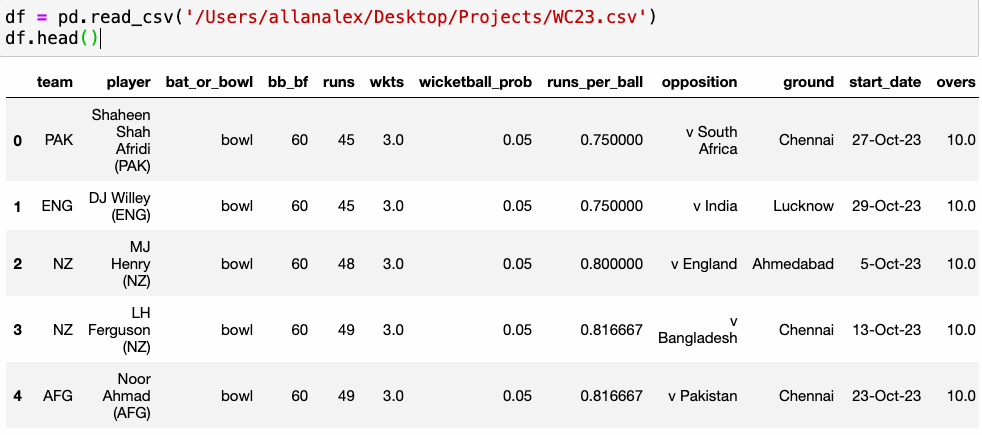 df = pd.read_csv('/Users/allanalex/Desktop/Projects/WC23.csv')
df.head()
team player bat_or_bowl bb_bf runs wkts wicketball_prob runs_per_ball opposition ground start_date overs
0 PAK Shaheen Shah Afridi (PAK) bowl 60 45 3.0 0.05 0.750000 v South Africa Chennai 27-Oct-23 10.0
1 ENG DJ Willey (ENG) bowl 60 45 3.0 0.05 0.750000 v India Lucknow 29-Oct-23 10.0
2 NZ MJ Henry (NZ) bowl 60 48 3.0 0.05 0.800000 v England Ahmedabad 5-Oct-23 10.0
3 NZ LH Ferguson (NZ) bowl 60 49 3.0 0.05 0.816667 v Bangladesh Chennai 13-Oct-23 10.0
4 AFG Noor Ahmad (AFG) bowl 60 49 3.0 0.05 0.816667 v Pakistan Chennai 23-Oct-23 10.0